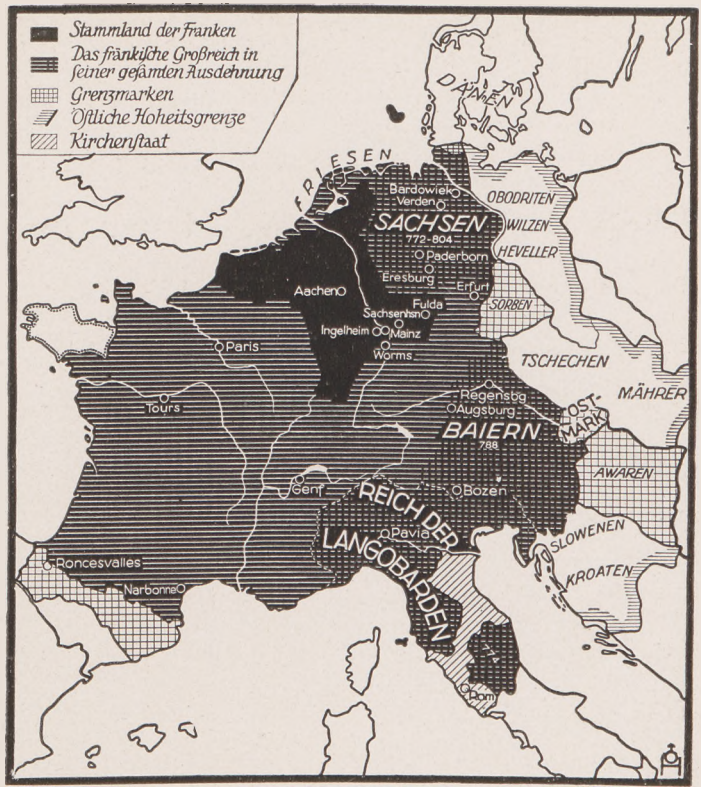 Stammland der Franken
Das fränkische Großreich in
seiner gesamten Ausdehnung
Grenzmarken
Östliche Hoheitsgrenze
Kirchenstaat
DÄNEN
FRIESEN
Bardowiek
Verden
OBODRITEN
SACHSEN
772-804
WILZEN
HEVELLER
Paderborn
Eresburg
Erfurt
Aachen
SORBEN
Fulda
Ingelheim
Mainz
Worms
Paris
TSCHECHEN
MÄHRER
Regensbg
Tours
Augsburg
OST-
MARK
BAIERN
788
AWAREN
Genf
Bozen
REICH DER
LANGOBARDEN
Pavia
SLOWENEN
Roncesvalles
KROATEN
Narbonne
774
Rom